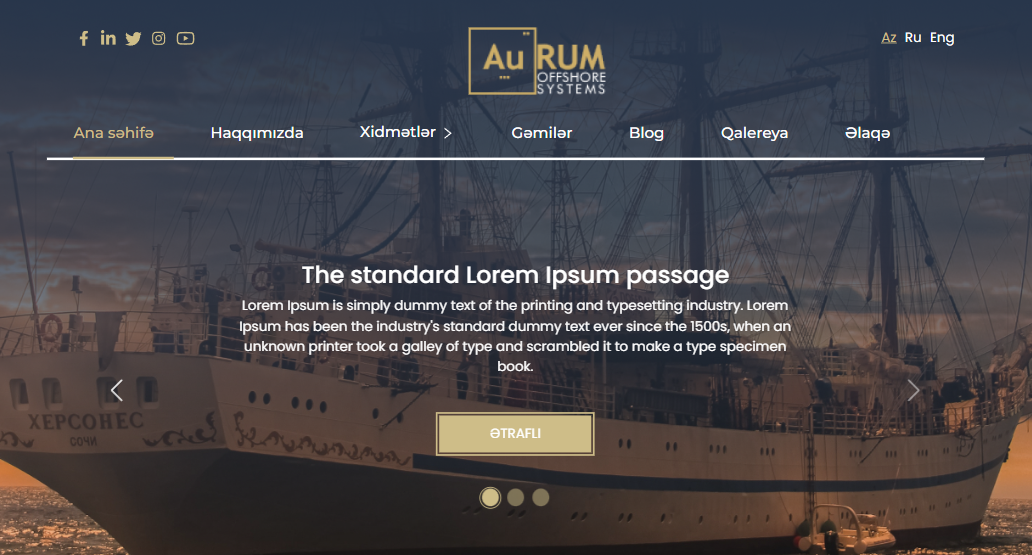 Az Ru Eng
Au RUM
OFFSHORE
SYSTEMS
Ana səhifə Haqqımızda Xidmətlər Gəmilər Blog Qalereya Əlaqə
The standard Lorem Ipsum passage
Lorem Ipsum is simply dummy text of the printing and typesetting industry. Lorem
Ipsum has been the industry's standard dummy text ever since the 1500s, when an
unknown printer took a galley of type and scrambled it to make a type specimen
book.
ХЕРСОНЕС
СОЧИ
ƏTRAFLI